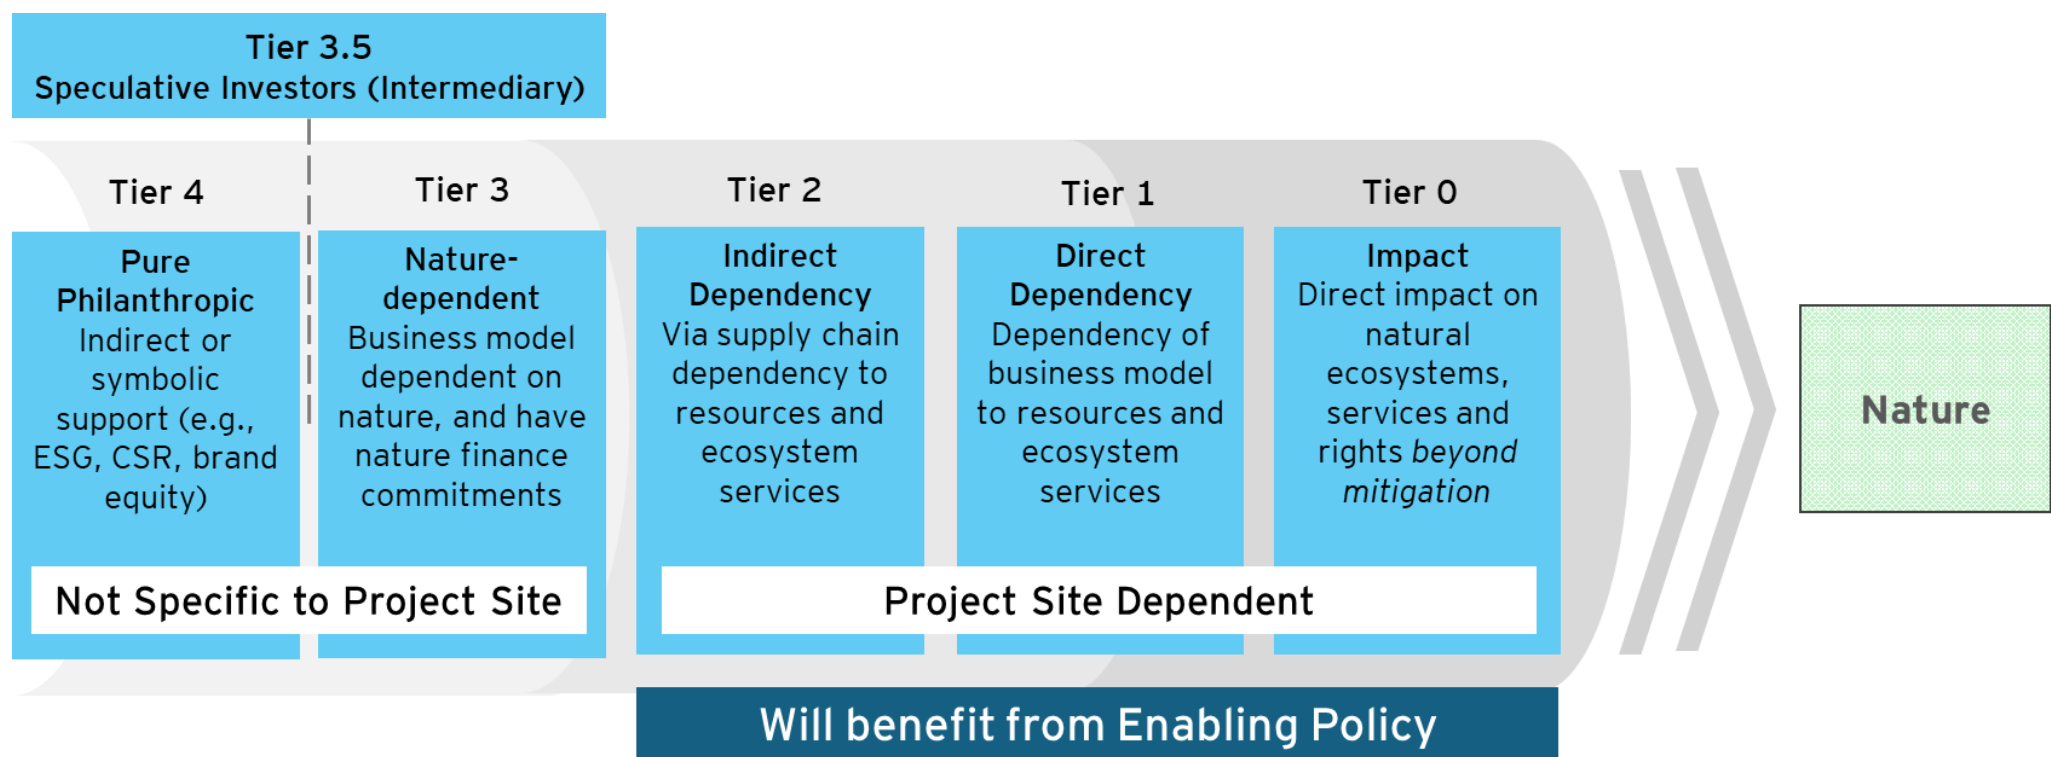 Tier 3.5
Speculative Investors (Intermediary)
Tier 4
Pure
Philanthropic
Indirect or
symbolic
support (e.g.,
ESG, CSR, brand
equity)
Tier 3
Nature-
dependent
Business model
dependent on
nature, and have
nature finance
commitments
Not Specific to Project Site
Tier 2
Indirect
Dependency
Via supply chain
dependency to
resources and
ecosystem
services
Tier 1
Direct
Dependency
Dependency of
business model
to resources and
ecosystem
services
Tier 0
Impact
Direct impact on
natural
ecosystems,
services and
rights beyond
mitigation
Project Site Dependent
Will benefit from Enabling Policy
Nature